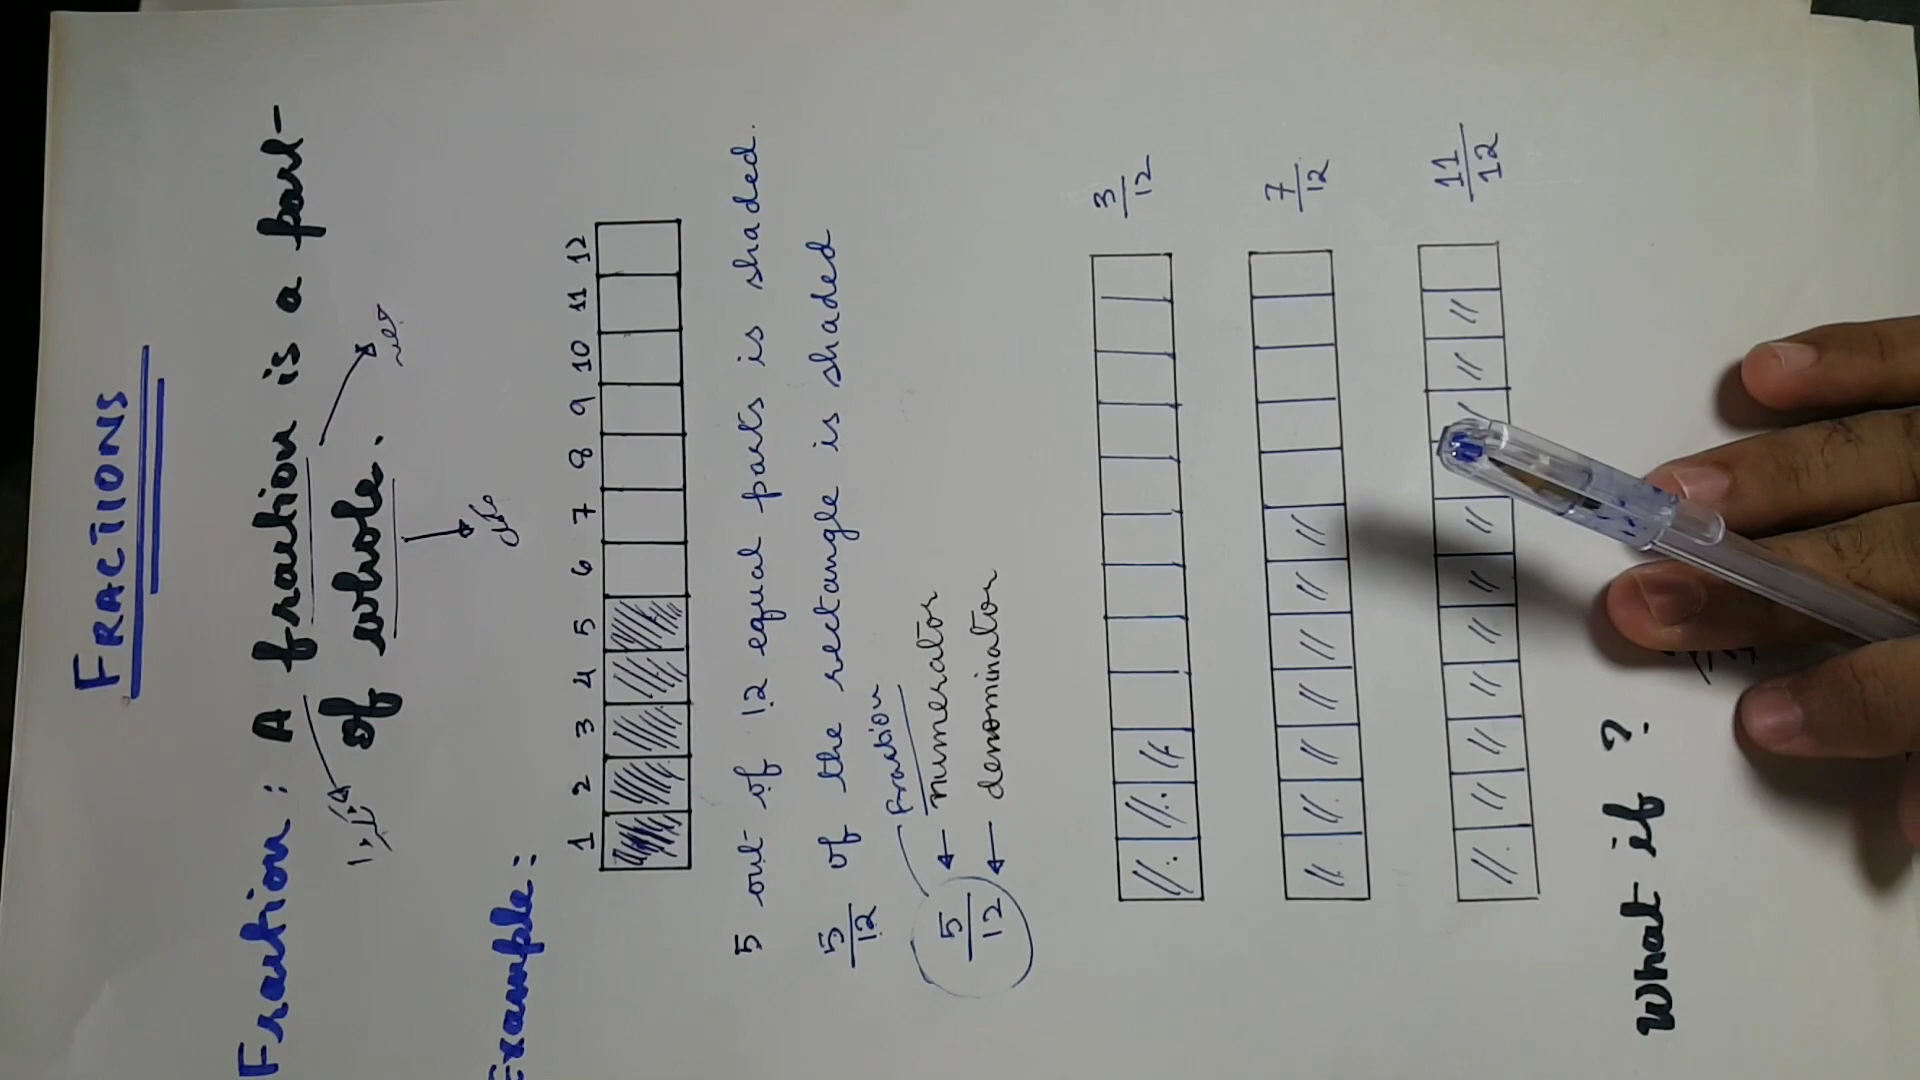 FRACTIONS
Fraction: A fraction is a part-
of whole.
Example:
1 2 3 4 5 6 7 8 9 10 11 12
5 out of 12 equal parts is shaded.
5/12 of the rectangle is shaded
fraction
5/12 ← numerator
← denominator
3/12
7/12
11/12
What if ?